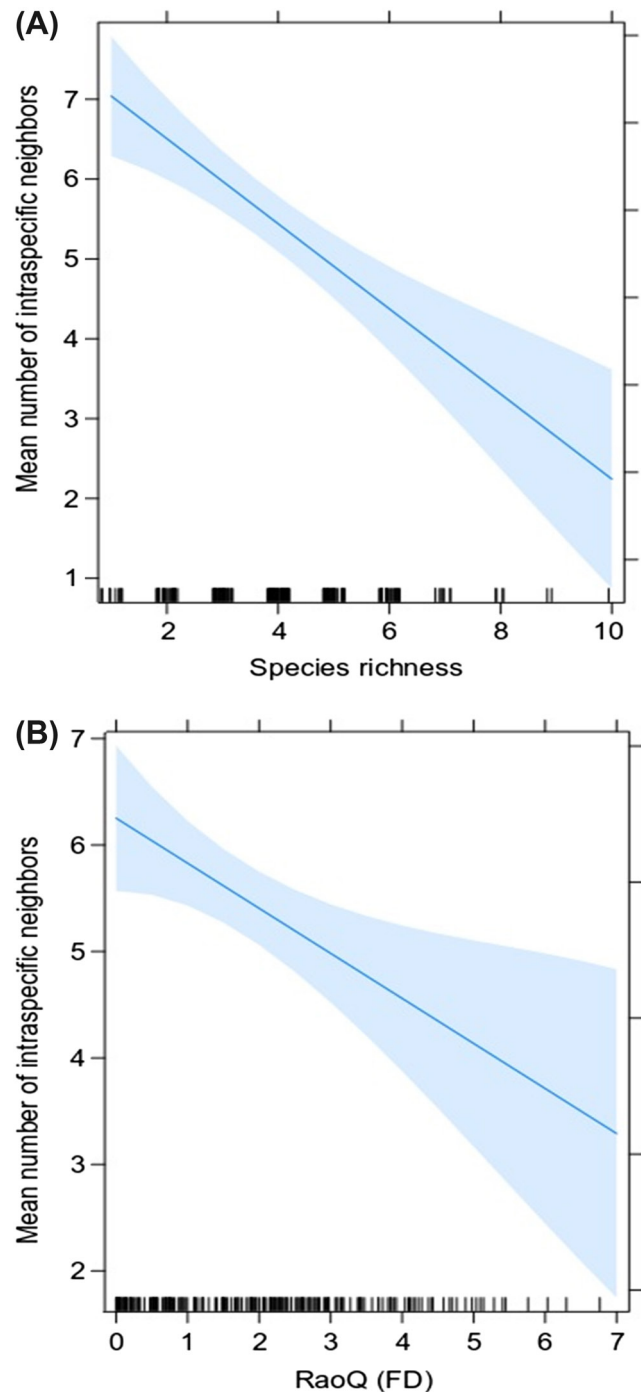 (A)
Mean number of intraspecific neighbors
7
6
5
4
3
2
1
2 4 6 8 10
Species richness
(B)
Mean number of intraspecific neighbors
7
6
5
4
3
2
0 1 2 3 4 5 6 7
RaoQ (FD)